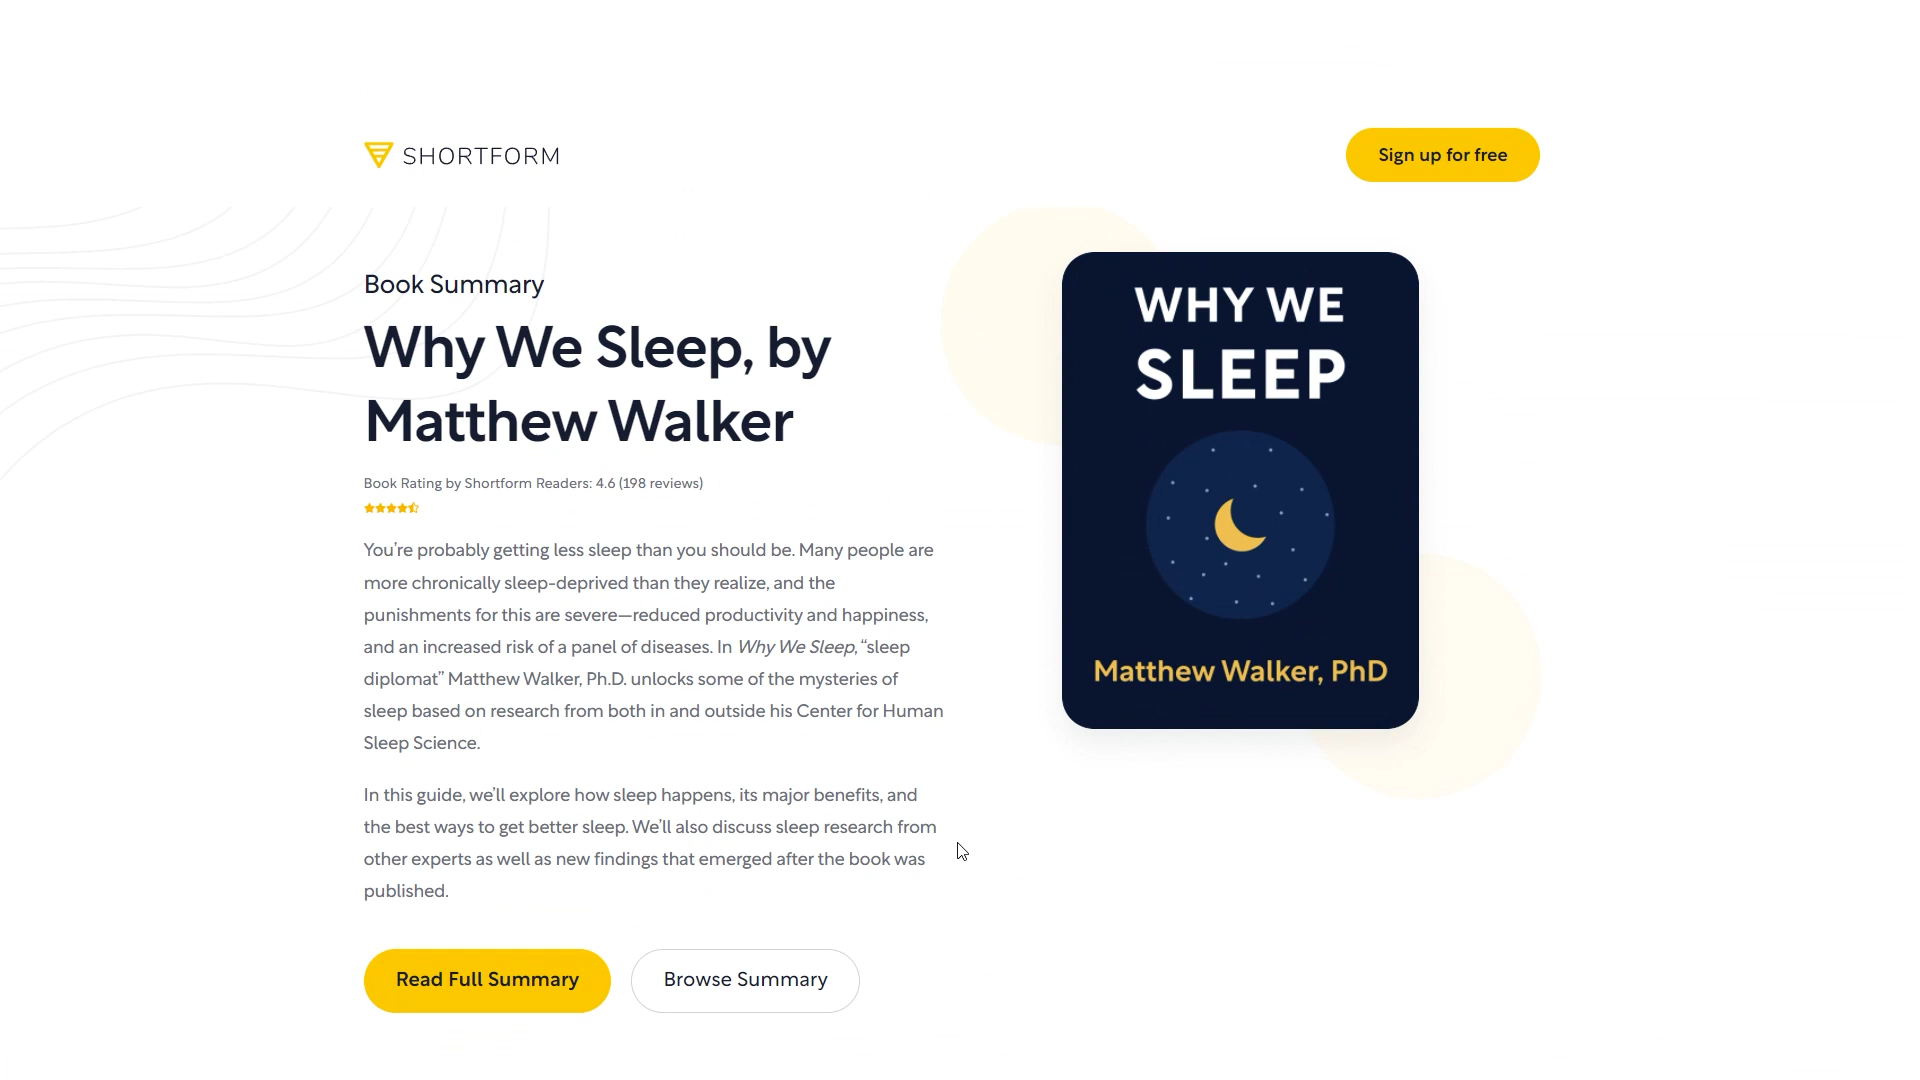 SHORTFORM
Sign up for free
Book Summary
Why We Sleep, by
Matthew Walker
Book Rating by Shortform Readers: 4.6 (198 reviews)
You’re probably getting less sleep than you should be. Many people are
more chronically sleep-deprived than they realize, and the
punishments for this are severe—reduced productivity and happiness,
and an increased risk of a panel of diseases. In Why We Sleep, “sleep
diplomat” Matthew Walker, Ph.D. unlocks some of the mysteries of
sleep based on research from both in and outside his Center for Human
Sleep Science.
In this guide, we’ll explore how sleep happens, its major benefits, and
the best ways to get better sleep. We’ll also discuss sleep research from
other experts as well as new findings that emerged after the book was
published.
Read Full Summary
Browse Summary
WHY WE
SLEEP
Matthew Walker, PhD